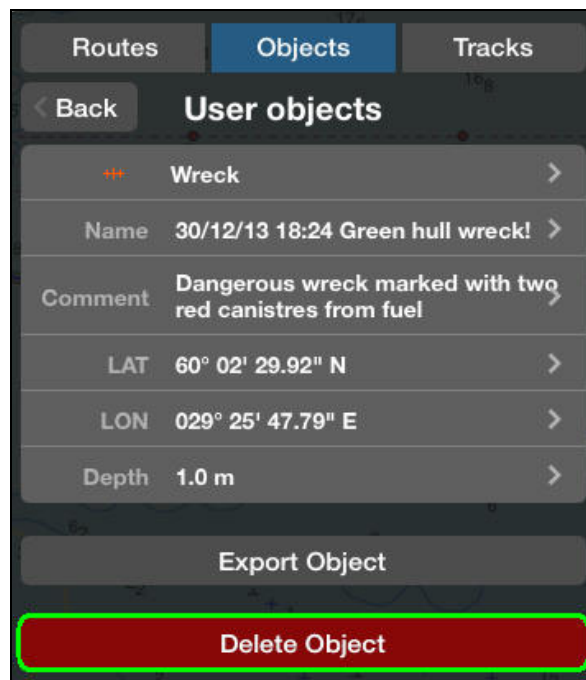 Routes Objects Tracks
Back User objects
Wreck
Name 30/12/13 18:24 Green hull wreck!
Comment Dangerous wreck marked with two
red canistres from fuel
LAT 60° 02' 29.92" N
LON 029° 25' 47.79" E
Depth 1.0 m
Export Object
Delete Object